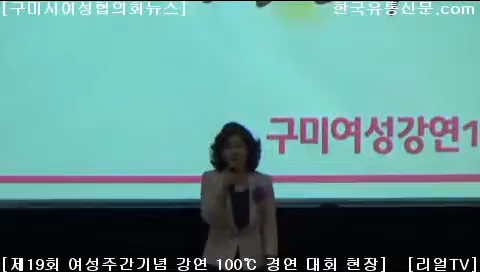 [구미시여성협의회뉴스]
한국유통신문.com
구미여성강연1
[제19회 여성주간기념 강연 100℃ 경연 대회 현장]
[리얼TV]